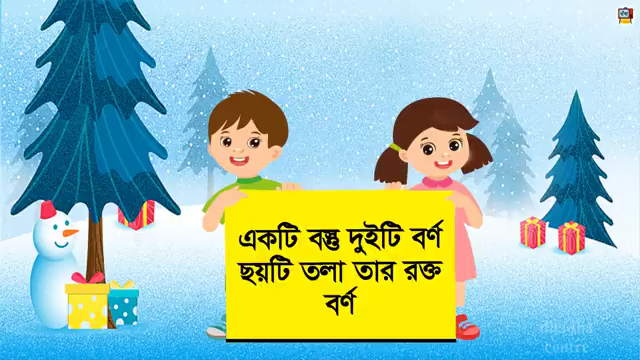 একটি বস্তু দুইটি বর্ণ
ছয়টি তলা তার রক্ত
বর্ণ